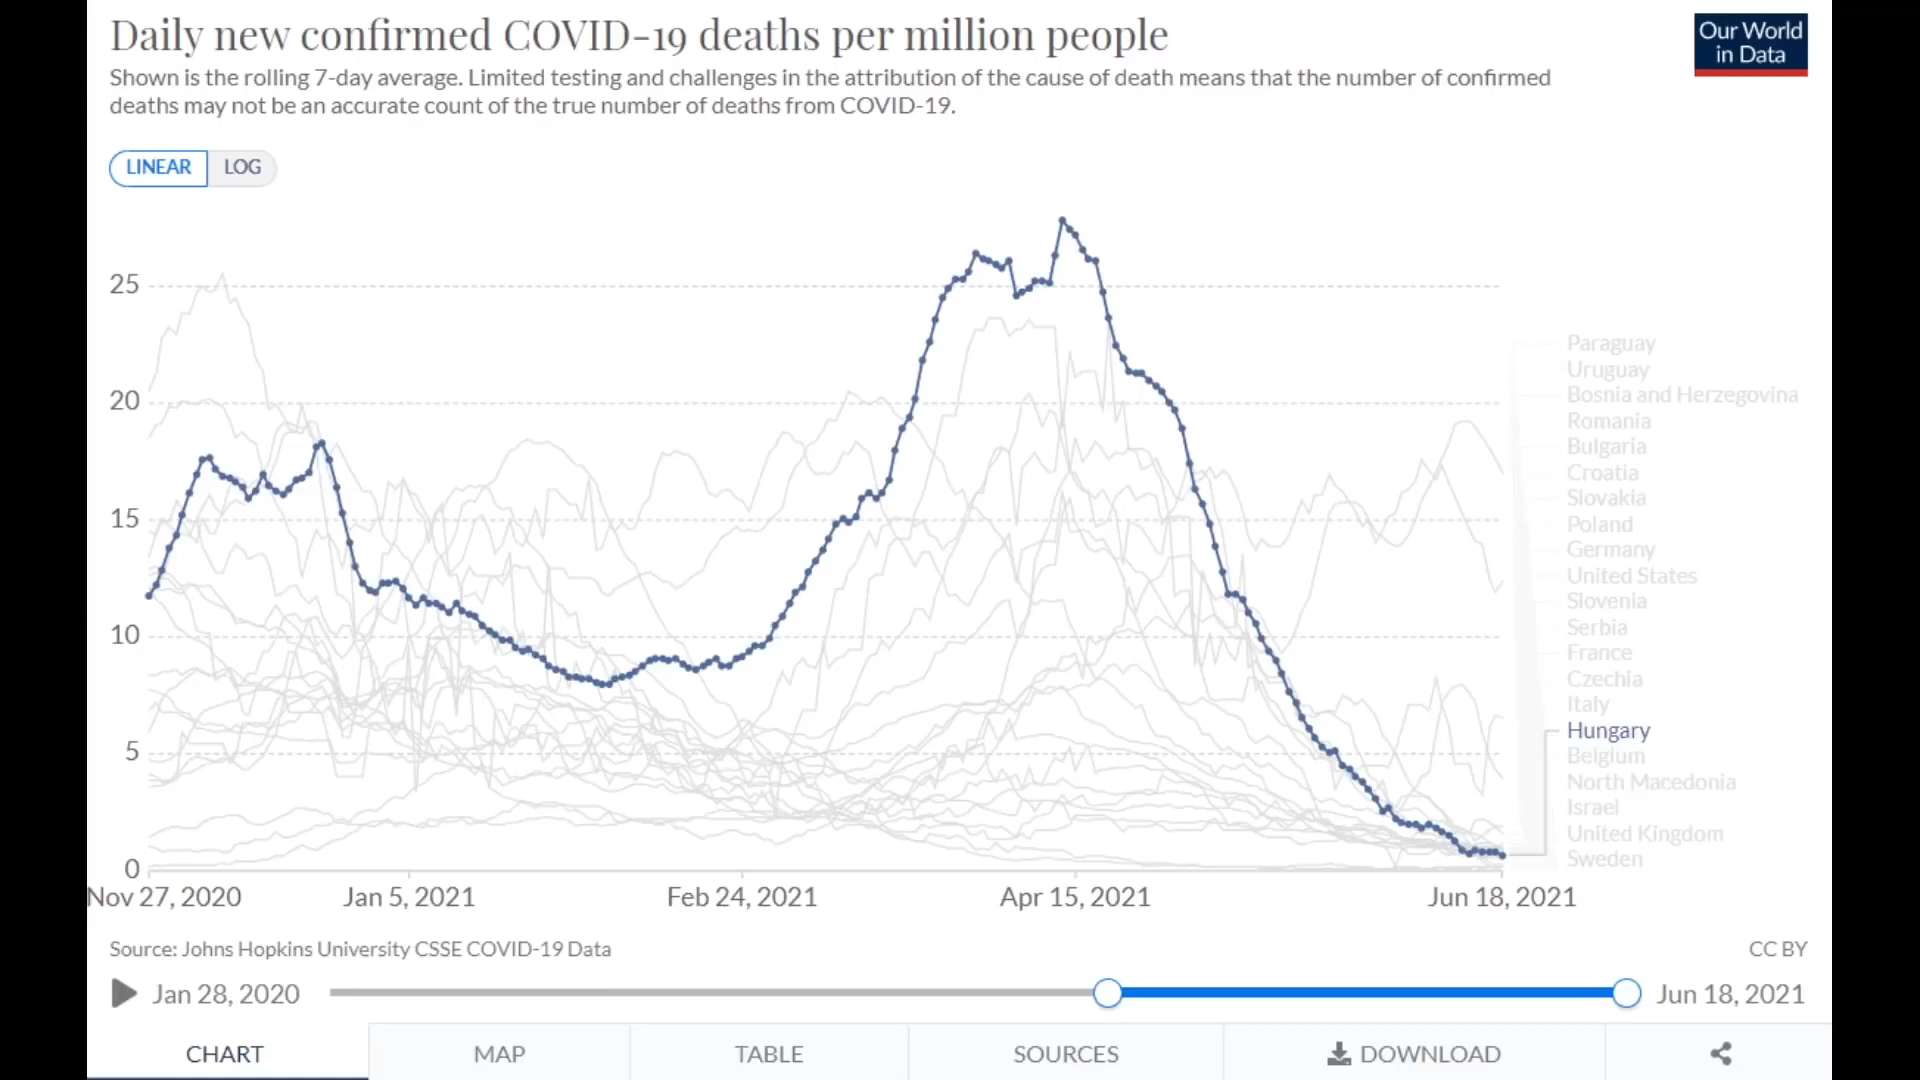 Daily new confirmed COVID-19 deaths per million people
Our World
in Data
Shown is the rolling 7-day average. Limited testing and challenges in the attribution of the cause of death means that the number of confirmed
deaths may not be an accurate count of the true number of deaths from COVID-19.
LINEAR LOG
25
20
15
10
5
0
Paraguay
Uruguay
Bosnia and Herzegovina
Romania
Bulgaria
Croatia
Slovakia
Poland
Germany
United States
Slovenia
Serbia
France
Czechia
Italy
Hungary
Belgium
North Macedonia
Israel
United Kingdom
Sweden
Nov 27, 2020 Jan 5, 2021 Feb 24, 2021 Apr 15, 2021 Jun 18, 2021
Source: Johns Hopkins University CSSE COVID-19 Data CC BY
Jan 28, 2020 Jun 18, 2021
CHART MAP TABLE SOURCES DOWNLOAD